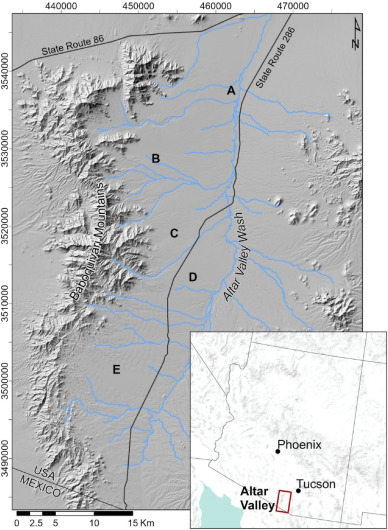 440000 450000 460000 470000
State Route 86
State Route 286
N
3540000
3530000
3520000
3510000
3500000
3490000
A
B
C
D
E
Baboquivari Mountains
Altar Valley Wash
USA
MEXICO
0 2.5 5 10 15 Km
Phoenix
Tucson
Altar
Valley